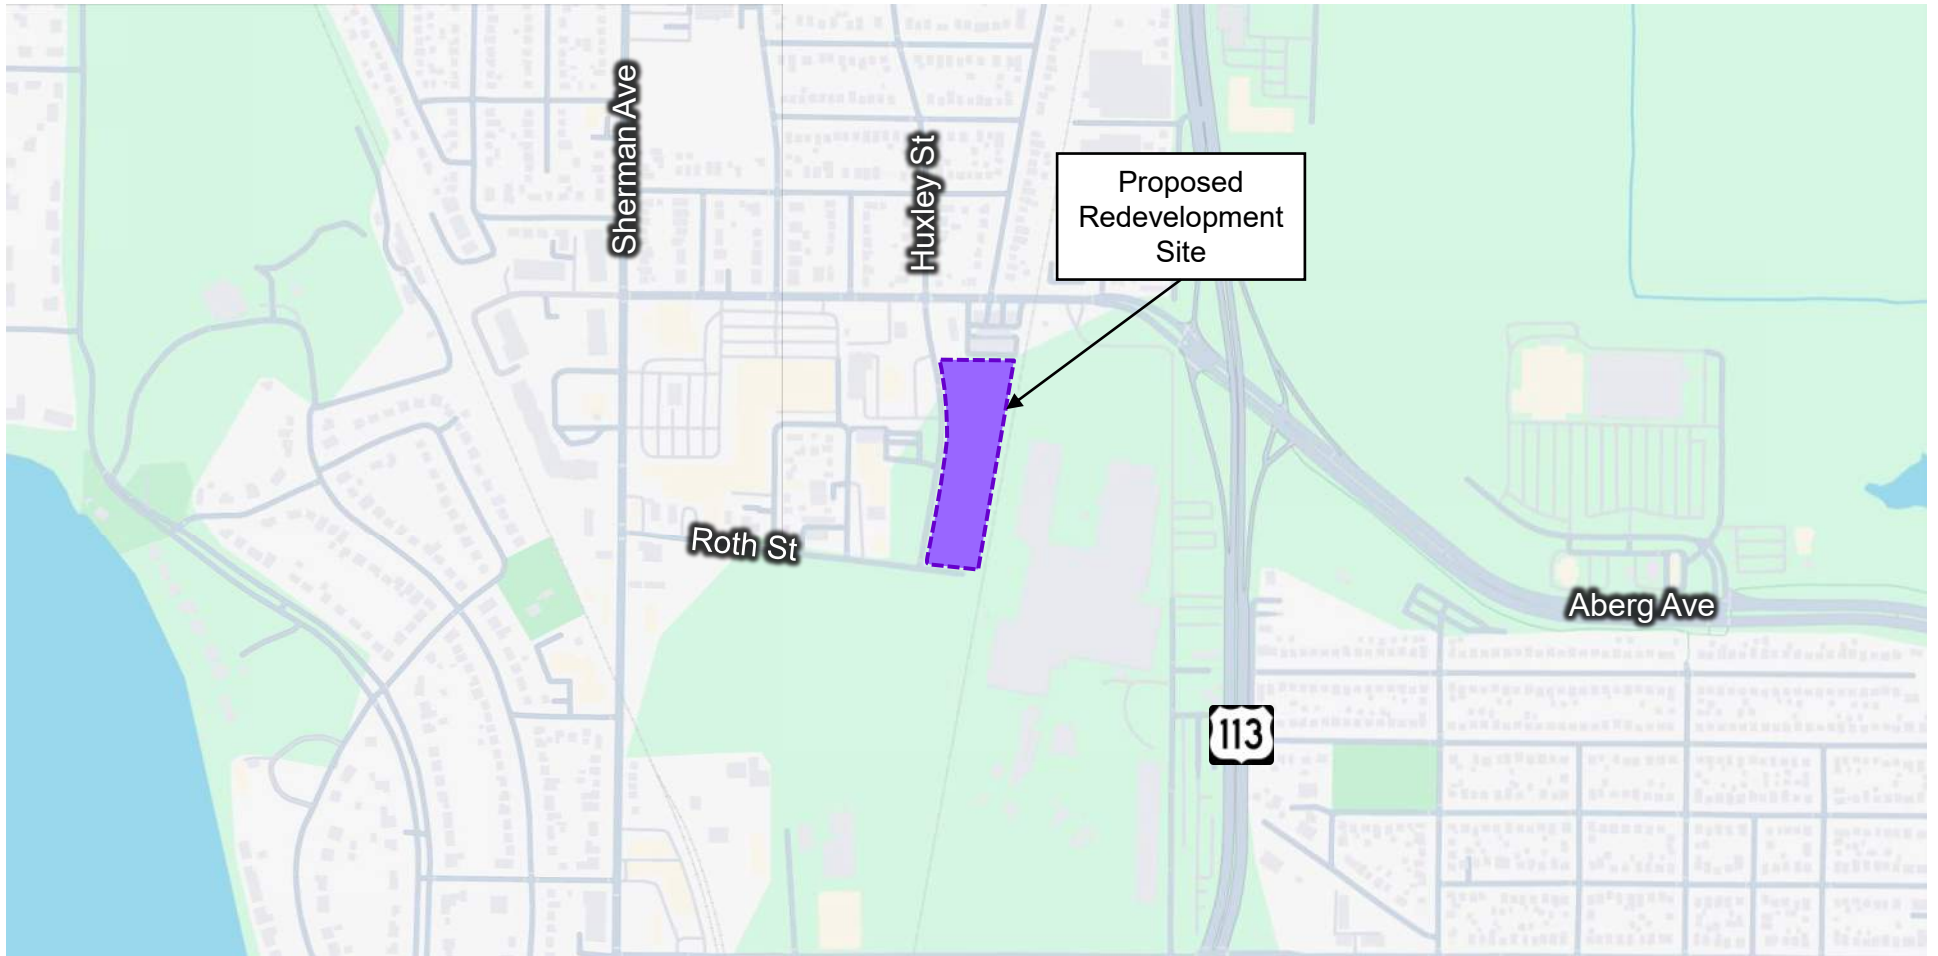 Sherman Ave
Huxley St
Proposed
Redevelopment
Site
Roth St
Aberg Ave
113